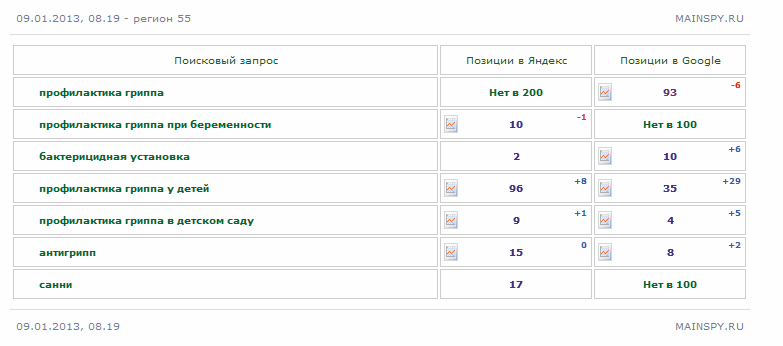 09.01.2013, 08.19 - регион 55 MAINSPY.RU
Поисковый запрос Позиции в Яндекс Позиции в Google
профилактика гриппа Нет в 200 93 -6
профилактика гриппа при беременности 10 -1 Нет в 100
бактерицидная установка 2 10 +6
профилактика гриппа у детей 96 +8 35 +29
профилактика гриппа в детском саду 9 +1 4 +5
антигрипп 15 0 8 +2
санни 17 Нет в 100
09.01.2013, 08.19 MAINSPY.RU